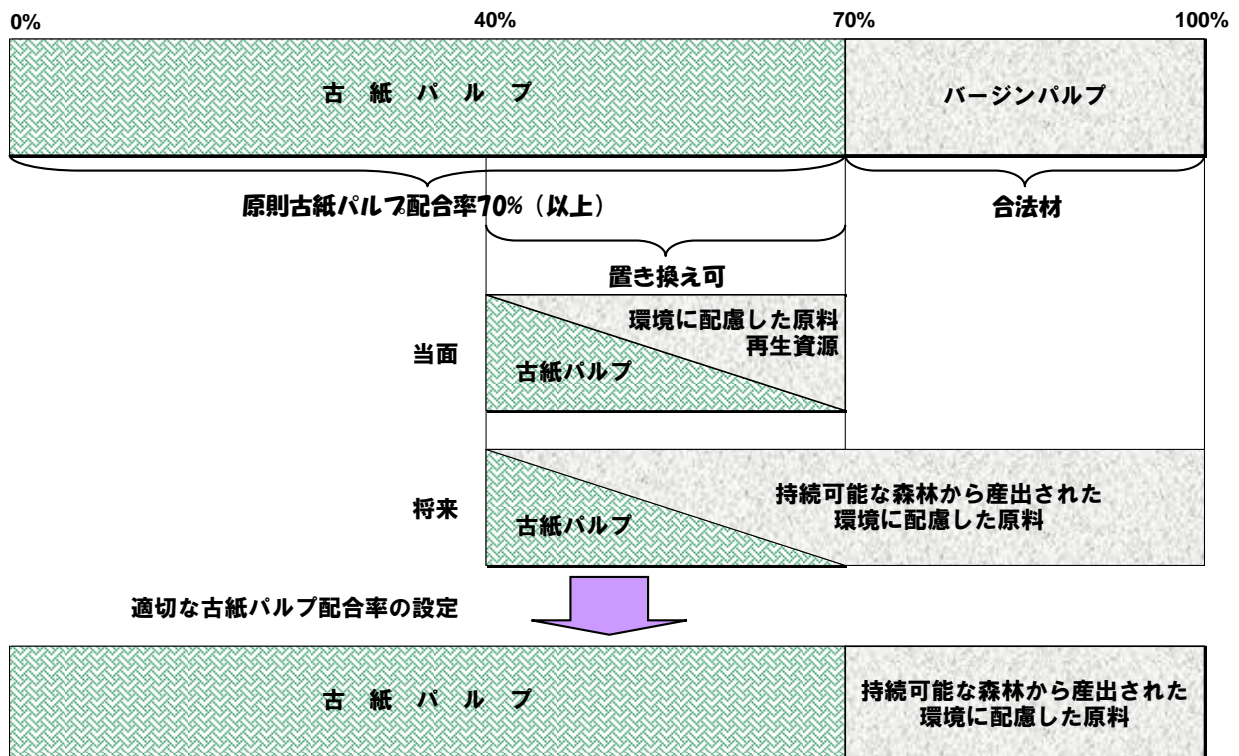 0% 40% 70% 100%
古紙パルプ
バージンパルプ
原則古紙パルプ配合率70%(以上)
合法材
置き換え可
当面
環境に配慮した原料
再生資源
古紙パルプ
将来
持続可能な森林から産出された
環境に配慮した原料
古紙パルプ
適切な古紙パルプ配合率の設定
古紙パルプ
持続可能な森林から産出された
環境に配慮した原料